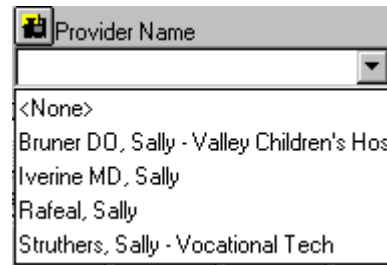 Provider Name
<None>
Bruner DO, Sally - Valley Children's Hos
Iverine MD, Sally
Rafeal, Sally
Struthers, Sally - Vocational Tech